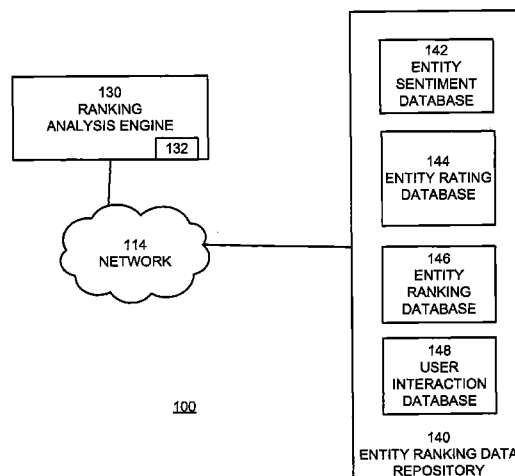 130
RANKING
ANALYSIS ENGINE
132
114
NETWORK
100
142
ENTITY
SENTIMENT
DATABASE
144
ENTITY RATING
DATABASE
146
ENTITY
RANKING
DATABASE
148
USER
INTERACTION
DATABASE
140
ENTITY RANKING DATA
REPOSITORY